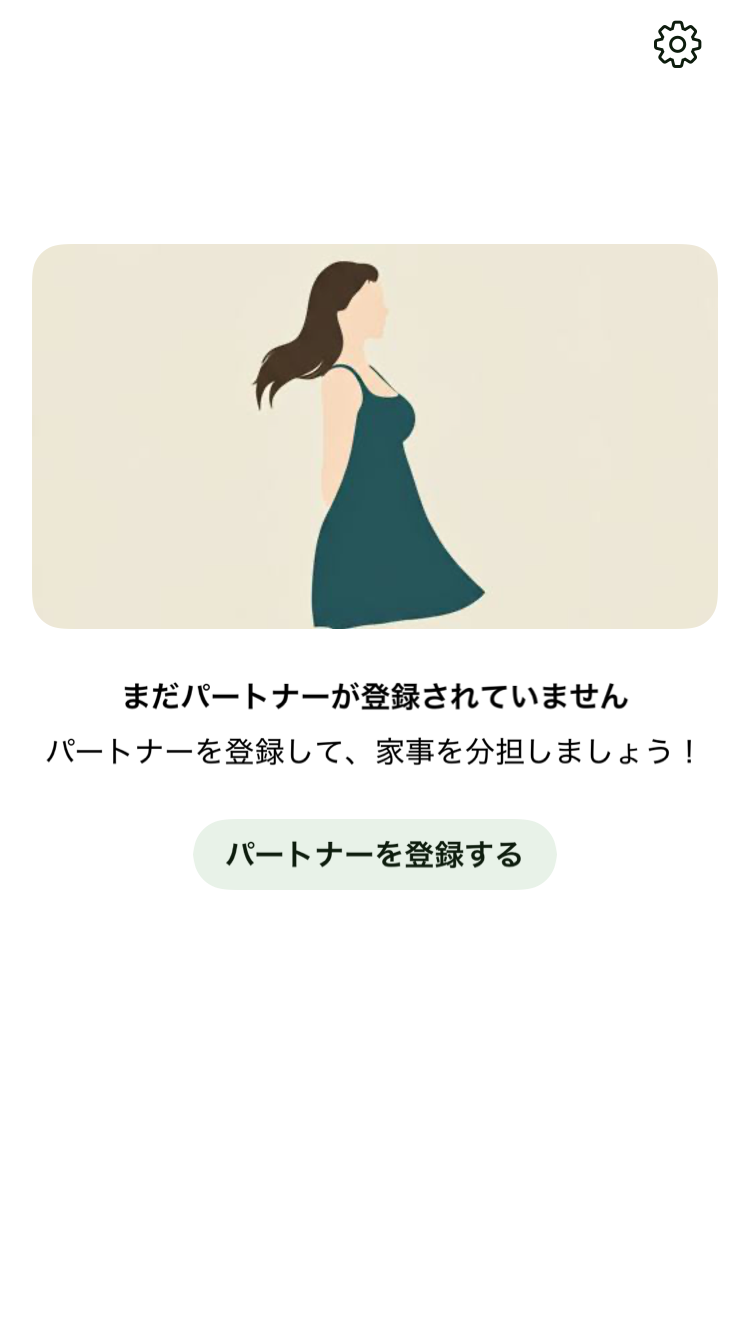 まだパートナーが登録されていません
パートナーを登録して、家事を分担しましょう！
パートナーを登録する